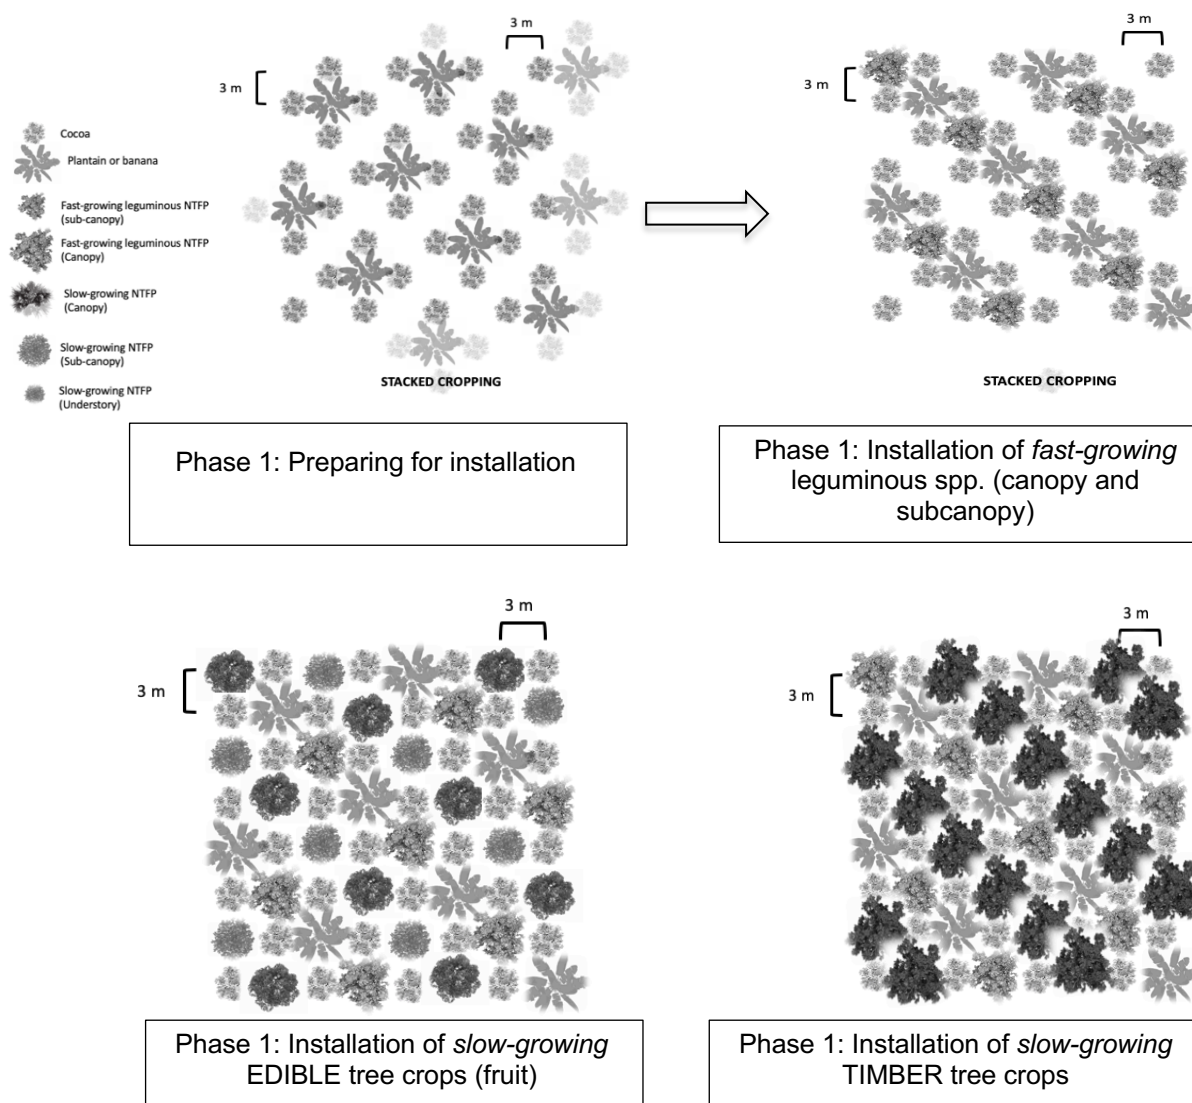 3 m
3 m
Cocoa
Plantain or banana
Fast-growing leguminous NTFP
(sub-canopy)
Fast-growing leguminous NTFP
(Canopy)
Slow-growing NTFP
(Canopy)
Slow-growing NTFP
(Sub-canopy)
Slow-growing NTFP
(Understory)
STACKED CROPPING
Phase 1: Preparing for installation
3 m
3 m
STACKED CROPPING
Phase 1: Installation of fast-growing
leguminous spp. (canopy and
subcanopy)
3 m
3 m
Phase 1: Installation of slow-growing
EDIBLE tree crops (fruit)
3 m
3 m
Phase 1: Installation of slow-growing
TIMBER tree crops